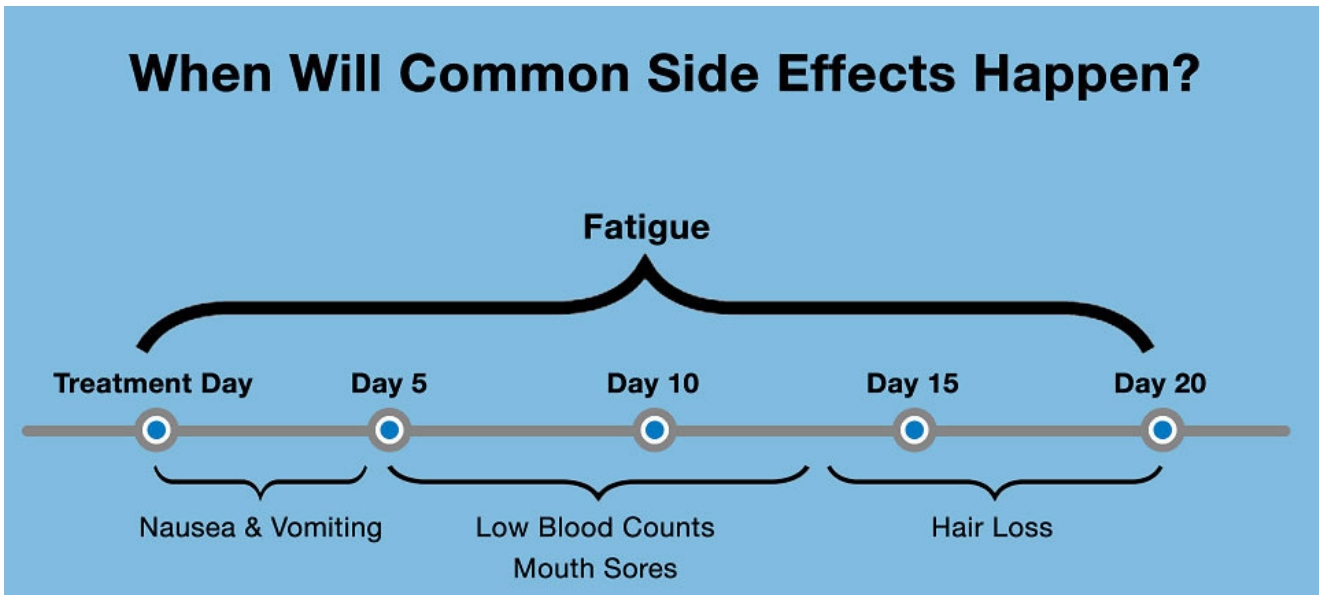 When Will Common Side Effects Happen?
Fatigue
Treatment Day
Day 5
Day 10
Day 15
Day 20
Nausea & Vomiting
Low Blood Counts
Mouth Sores
Hair Loss